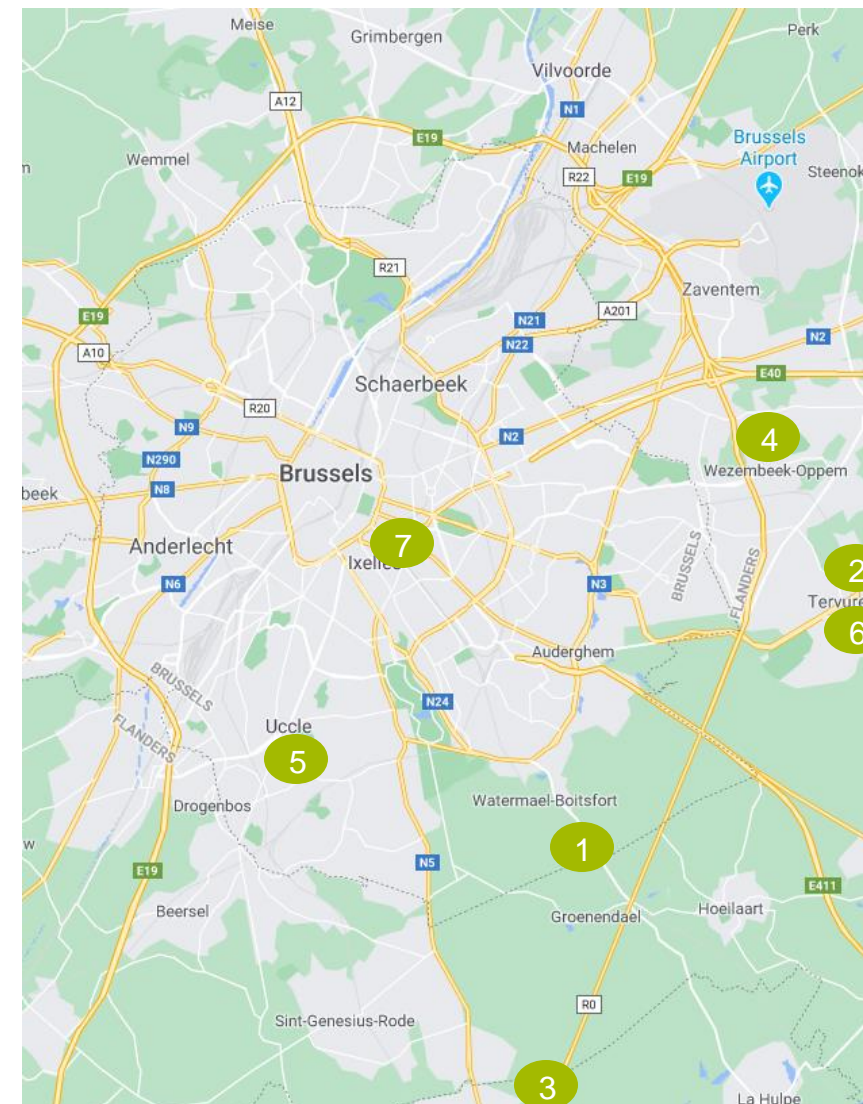 Meise
Grimbergen
Perk
Vilvoorde
A12
N1
E19
Machelen
Brussels
Airport
Wemmel
R22
E19
Steenok
R21
Zaventem
E19
N21
A201
A10
N22
N2
Schaerbeek
E40
R20
N9
N2
4
N290
Brussels
Wezembeek-Oppem
N8
beek
7
Anderlecht
Ixelles
BRUSSELS
FLANDERS
2
N6
N3
Tervure
6
Auderghem
BRUSSELS
N24
FLANDERS
Uccle
5
Drogenbos
Watermael-Boitsfort
w
1
E19
N5
E411
Beersel
Groenendael
Hoeilaart
R0
Sint-Genesius-Rode
3
La Hulpe